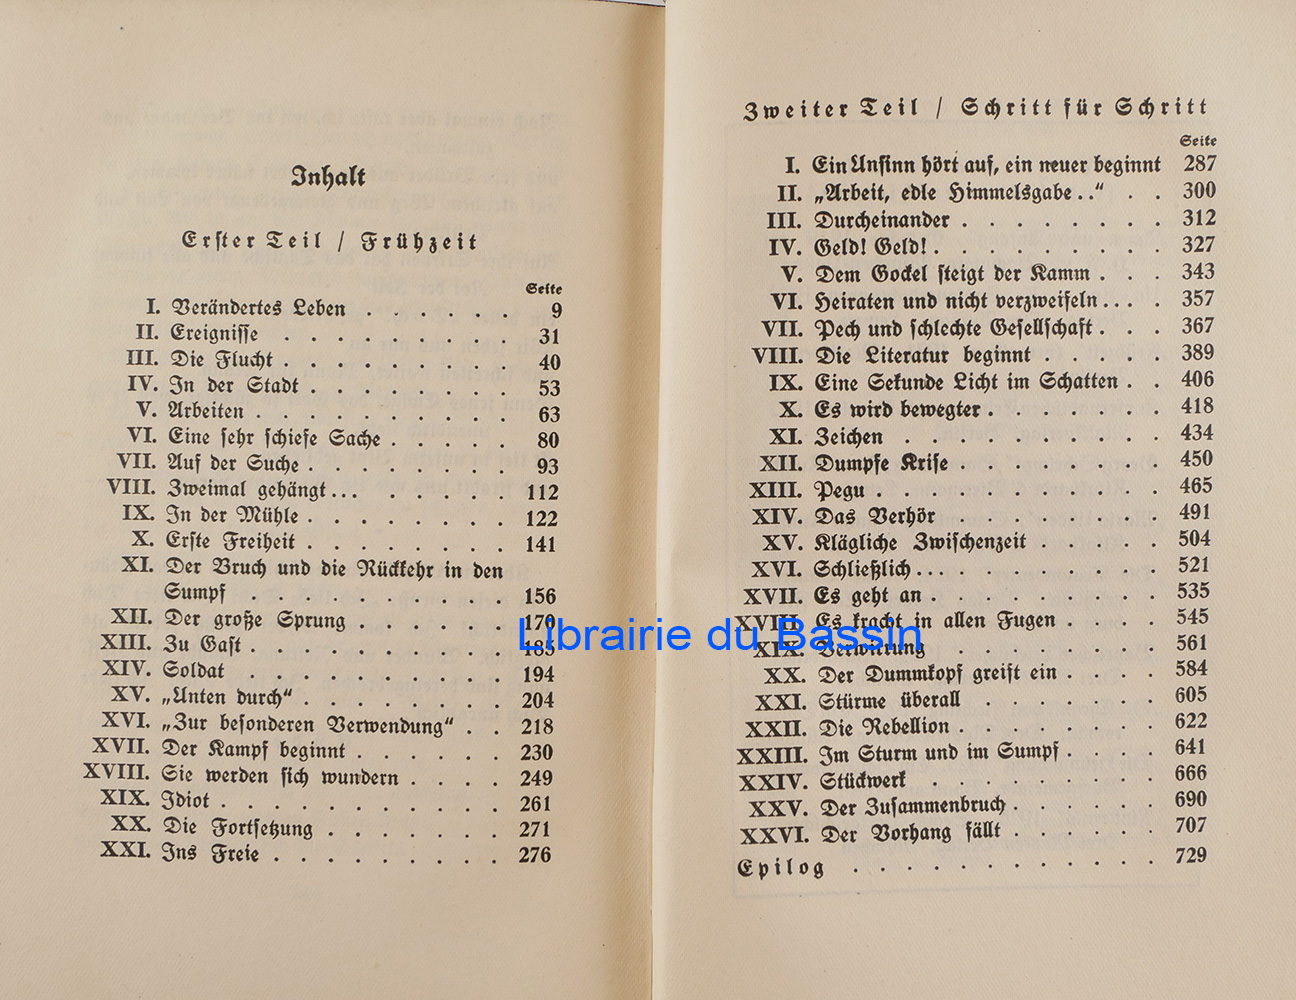 Inhalt
Erster Teil / Frühzeit
Seite
I. Verändertes Leben . . . . . . 9
II. Ereignisse . . . . . . . . . 31
III. Die Flucht . . . . . . . . . 40
IV. In der Stadt . . . . . . . . 53
V. Arbeiten . . . . . . . . . . 63
VI. Eine sehr schiefe Sache . . . . . 80
VII. Auf der Suche . . . . . . . . 93
VIII. Zweimal gehängt... . . . . . . 112
IX. In der Mühle . . . . . . . . 122
X. Erste Freiheit . . . . . . . . 141
XI. Der Bruch und die Rückkehr in den
Sumpf . . . . . . . . . . 156
XII. Der große Sprung . . . . . . 170
XIII. Zu Gast . . . . . . . . . . 185
XIV. Soldat . . . . . . . . . . . 194
XV. „Unten durch“ . . . . . . . . 204
XVI. „Zur besonderen Verwendung“ . . 218
XVII. Der Kampf beginnt . . . . . . 230
XVIII. Sie werden sich wundern . . . . 249
XIX. Idiot . . . . . . . . . . . 261
XX. Die Fortsetzung . . . . . . . 271
XXI. Ins Freie . . . . . . . . . 276
Zweiter Teil / Schritt für Schritt
Seite
I. Ein Unsinn hört auf, ein neuer beginnt 287
II. „Arbeit, edle Himmelsgabe..“ . . 300
III. Durcheinander . . . . . . . . 312
IV. Geld! Geld! . . . . . . . . . 327
V. Dem Gockel steigt der Kamm . . . 343
VI. Heiraten und nicht verzweifeln... . 357
VII. Pech und schlechte Gesellschaft . . . 367
VIII. Die Literatur beginnt . . . . . 389
IX. Eine Sekunde Licht im Schatten . . 406
X. Es wird bewegter . . . . . . . 418
XI. Zeichen . . . . . . . . . . 434
XII. Dumpfe Krise . . . . . . . . 450
XIII. Pegu . . . . . . . . . . . 465
XIV. Das Verhör . . . . . . . . . 491
XV. Klägliche Zwischenzeit . . . . . 504
XVI. Schließlich... . . . . . . . . . 521
XVII. Es geht an . . . . . . . . . 535
XVIII. Es kracht in allen Fugen . . . . 545
XIX. Verwirrung . . . . . . . . 561
XX. Der Dummkopf greift ein . . . . 584
XXI. Stürme überall . . . . . . . 605
XXII. Die Rebellion . . . . . . . . 622
XXIII. Im Sturm und im Sumpf . . . . 641
XXIV. Stückwerk . . . . . . . . . 666
XXV. Der Zusammenbruch . . . . . . 690
XXVI. Der Vorhang fällt . . . . . . 707
Epilog . . . . . . . . . . . . 729
Librairie du Bassin